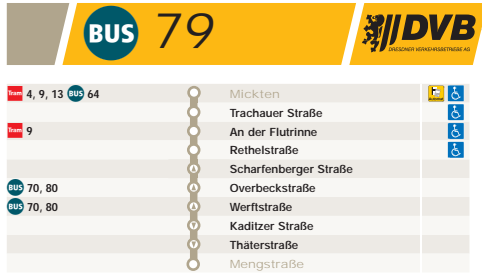 BUS 79 DVB
DRESDNER VERKEHRSBETRIEBE AG
Tram 4, 9, 13 BUS 64 Mickten
Trachauer Straße
Tram 9 An der Flutrinne
Rethelstraße
Scharfenberger Straße
BUS 70, 80 Overbeckstraße
BUS 70, 80 Werftstraße
Kaditzer Straße
Thäterstraße
Mengstraße